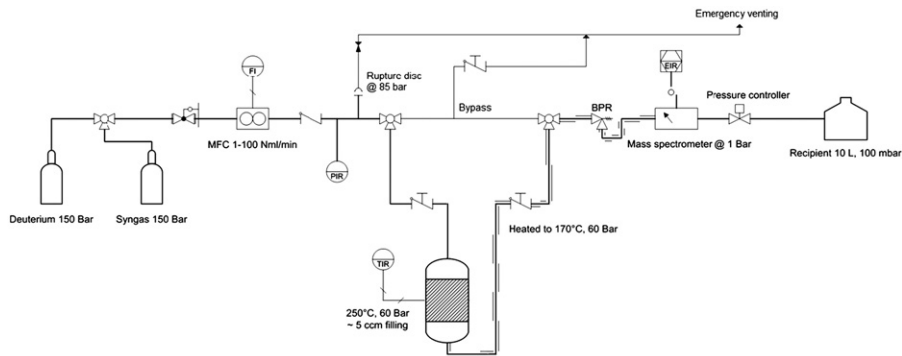 Emergency venting
FI
Rupture disc
@ 85 bar
EIR
Pressure controller
Bypass
BPR
MFC 1-100 Nml/min
Mass spectrometer @ 1 Bar
Recipient 10 L, 100 mbar
PIR
Deuterium 150 Bar
Syngas 150 Bar
Heated to 170°C, 60 Bar
TIR
250°C, 60 Bar
~ 5 ccm filling